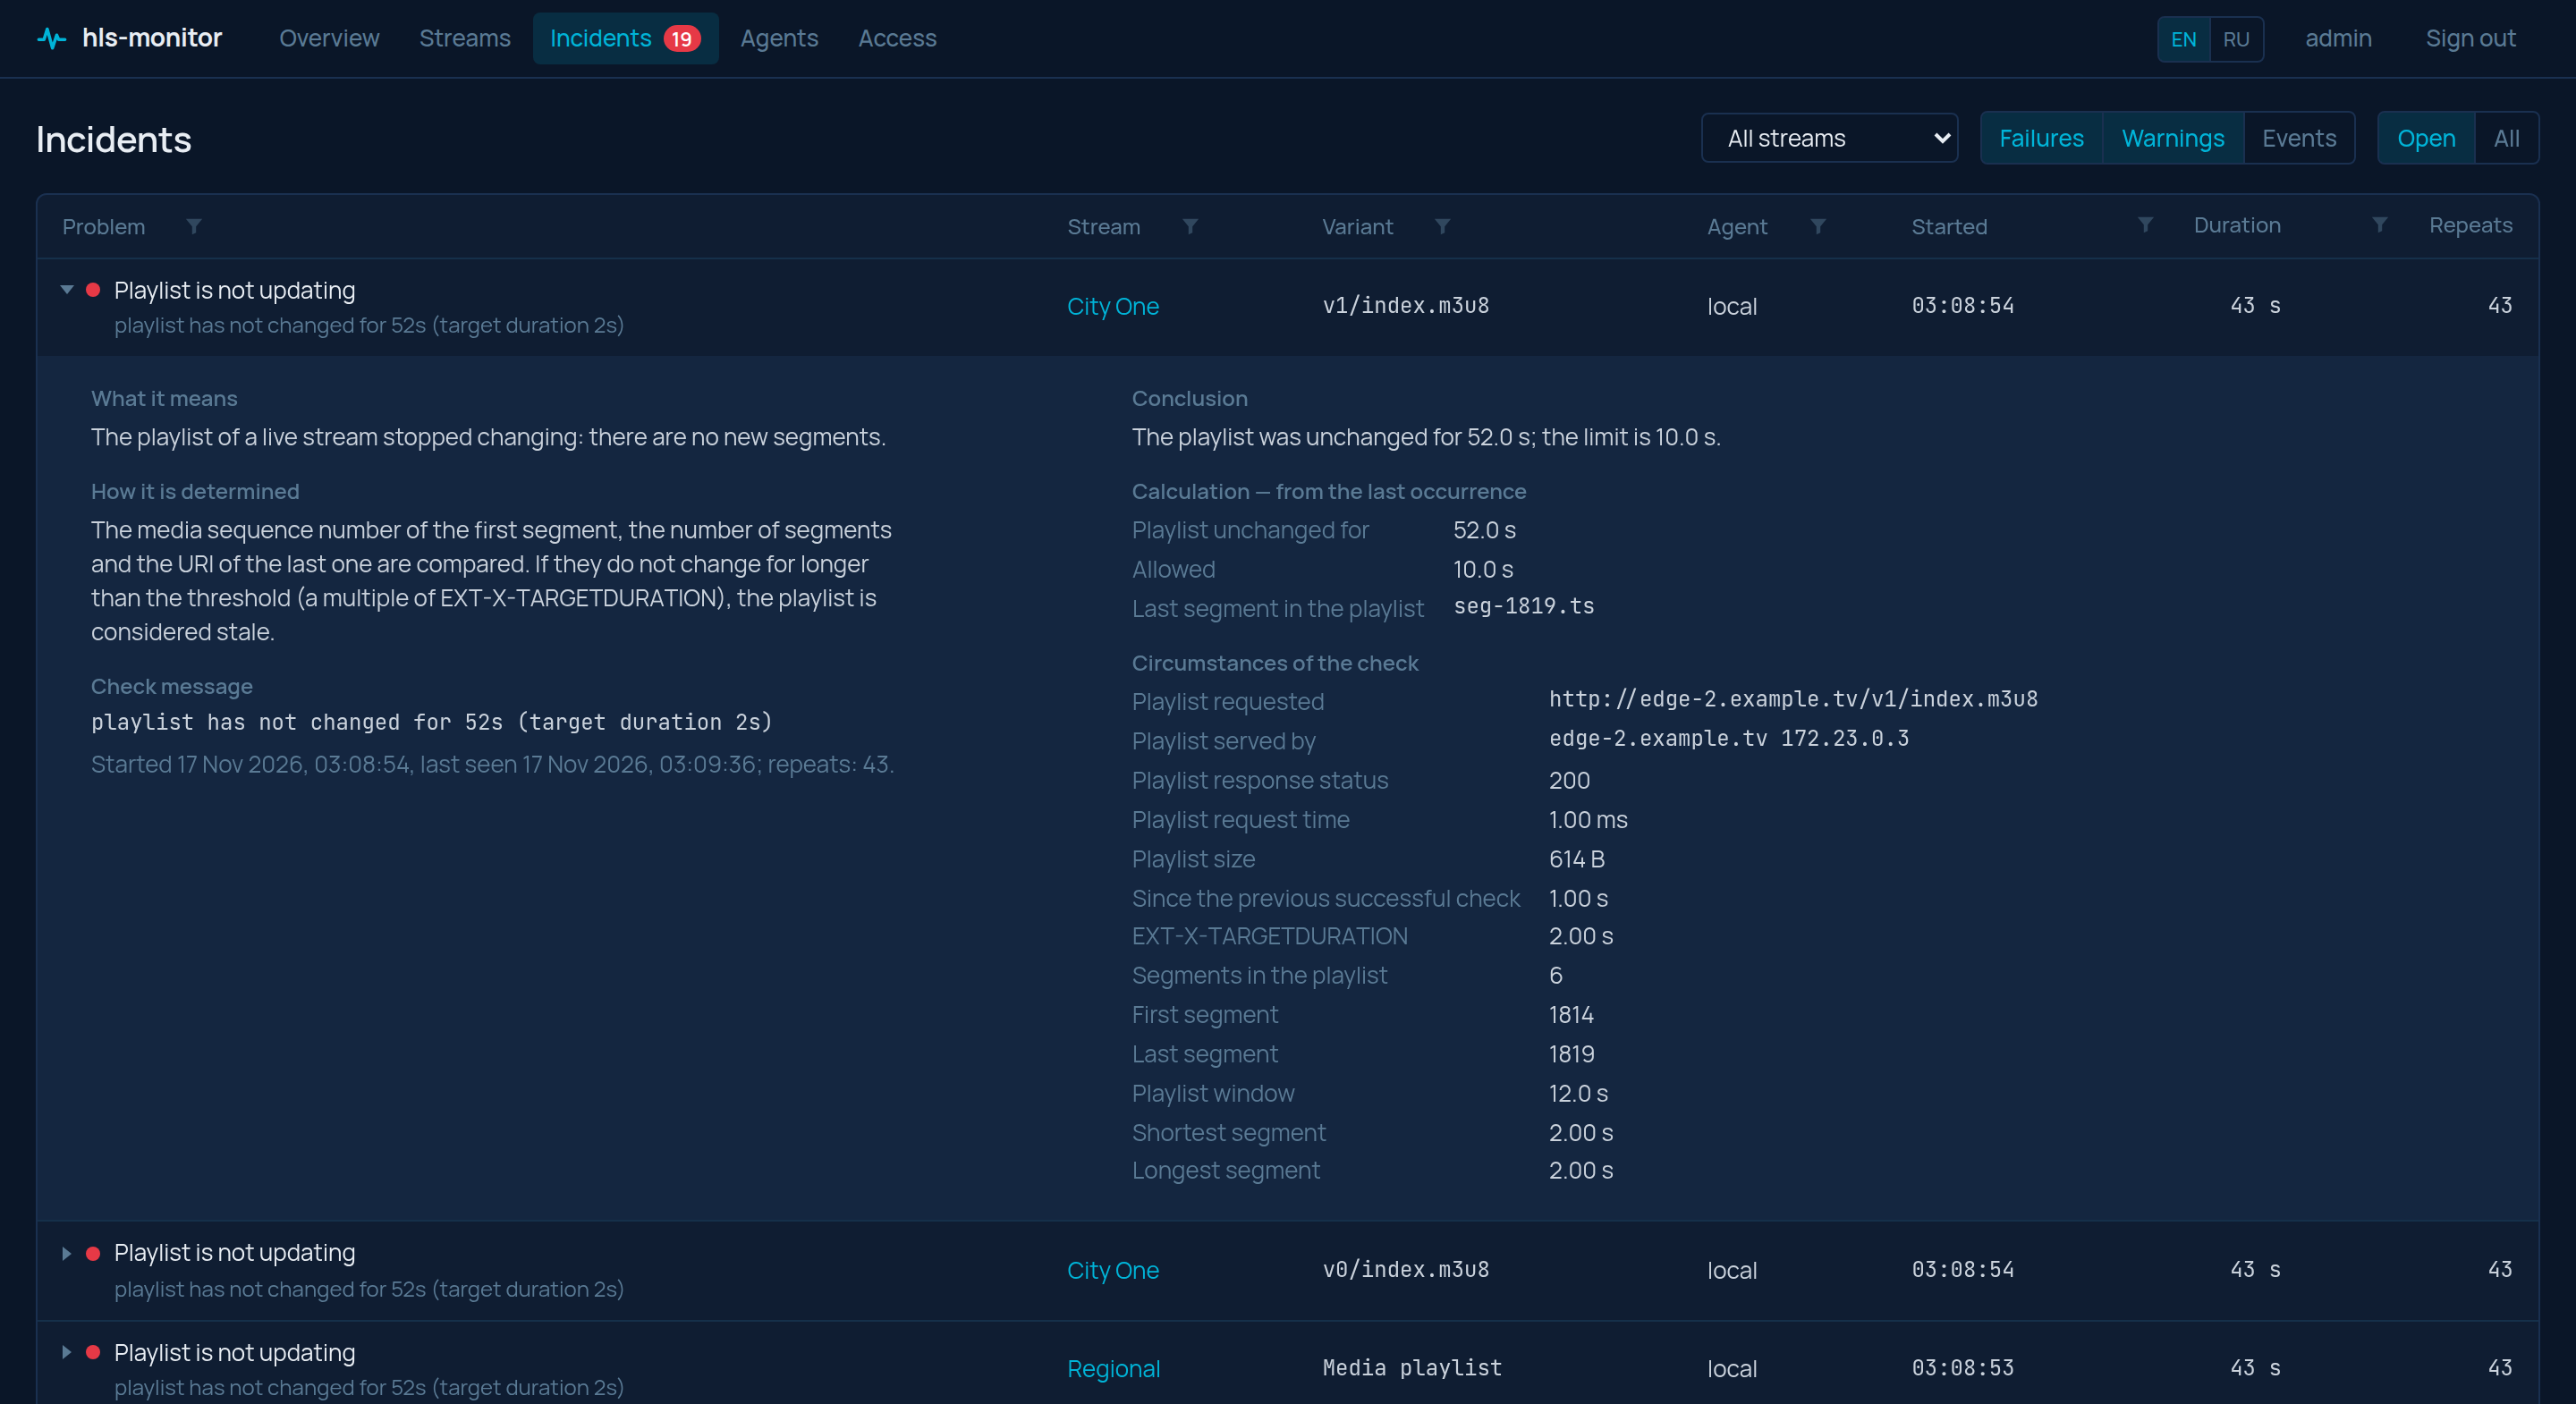 hls-monitor Overview Streams Incidents 19 Agents Access EN RU admin Sign out
Incidents All streams Failures Warnings Events Open All
Problem Stream Variant Agent Started Duration Repeats
Playlist is not updating
playlist has not changed for 52s (target duration 2s)
City One v1/index.m3u8 local 03:08:54 43 s 43
What it means
The playlist of a live stream stopped changing: there are no new segments.
How it is determined
The media sequence number of the first segment, the number of segments
and the URI of the last one are compared. If they do not change for longer
than the threshold (a multiple of EXT-X-TARGETDURATION), the playlist is
considered stale.
Check message
playlist has not changed for 52s (target duration 2s)
Started 17 Nov 2026, 03:08:54, last seen 17 Nov 2026, 03:09:36; repeats: 43.
Conclusion
The playlist was unchanged for 52.0 s; the limit is 10.0 s.
Calculation — from the last occurrence
Playlist unchanged for 52.0 s
Allowed 10.0 s
Last segment in the playlist seg-1819.ts
Circumstances of the check
Playlist requested http://edge-2.example.tv/v1/index.m3u8
Playlist served by edge-2.example.tv 172.23.0.3
Playlist response status 200
Playlist request time 1.00 ms
Playlist size 614 B
Since the previous successful check 1.00 s
EXT-X-TARGETDURATION 2.00 s
Segments in the playlist 6
First segment 1814
Last segment 1819
Playlist window 12.0 s
Shortest segment 2.00 s
Longest segment 2.00 s
Playlist is not updating
playlist has not changed for 52s (target duration 2s)
City One v0/index.m3u8 local 03:08:54 43 s 43
Playlist is not updating
playlist has not changed for 52s (target duration 2s)
Regional Media playlist local 03:08:53 43 s 43